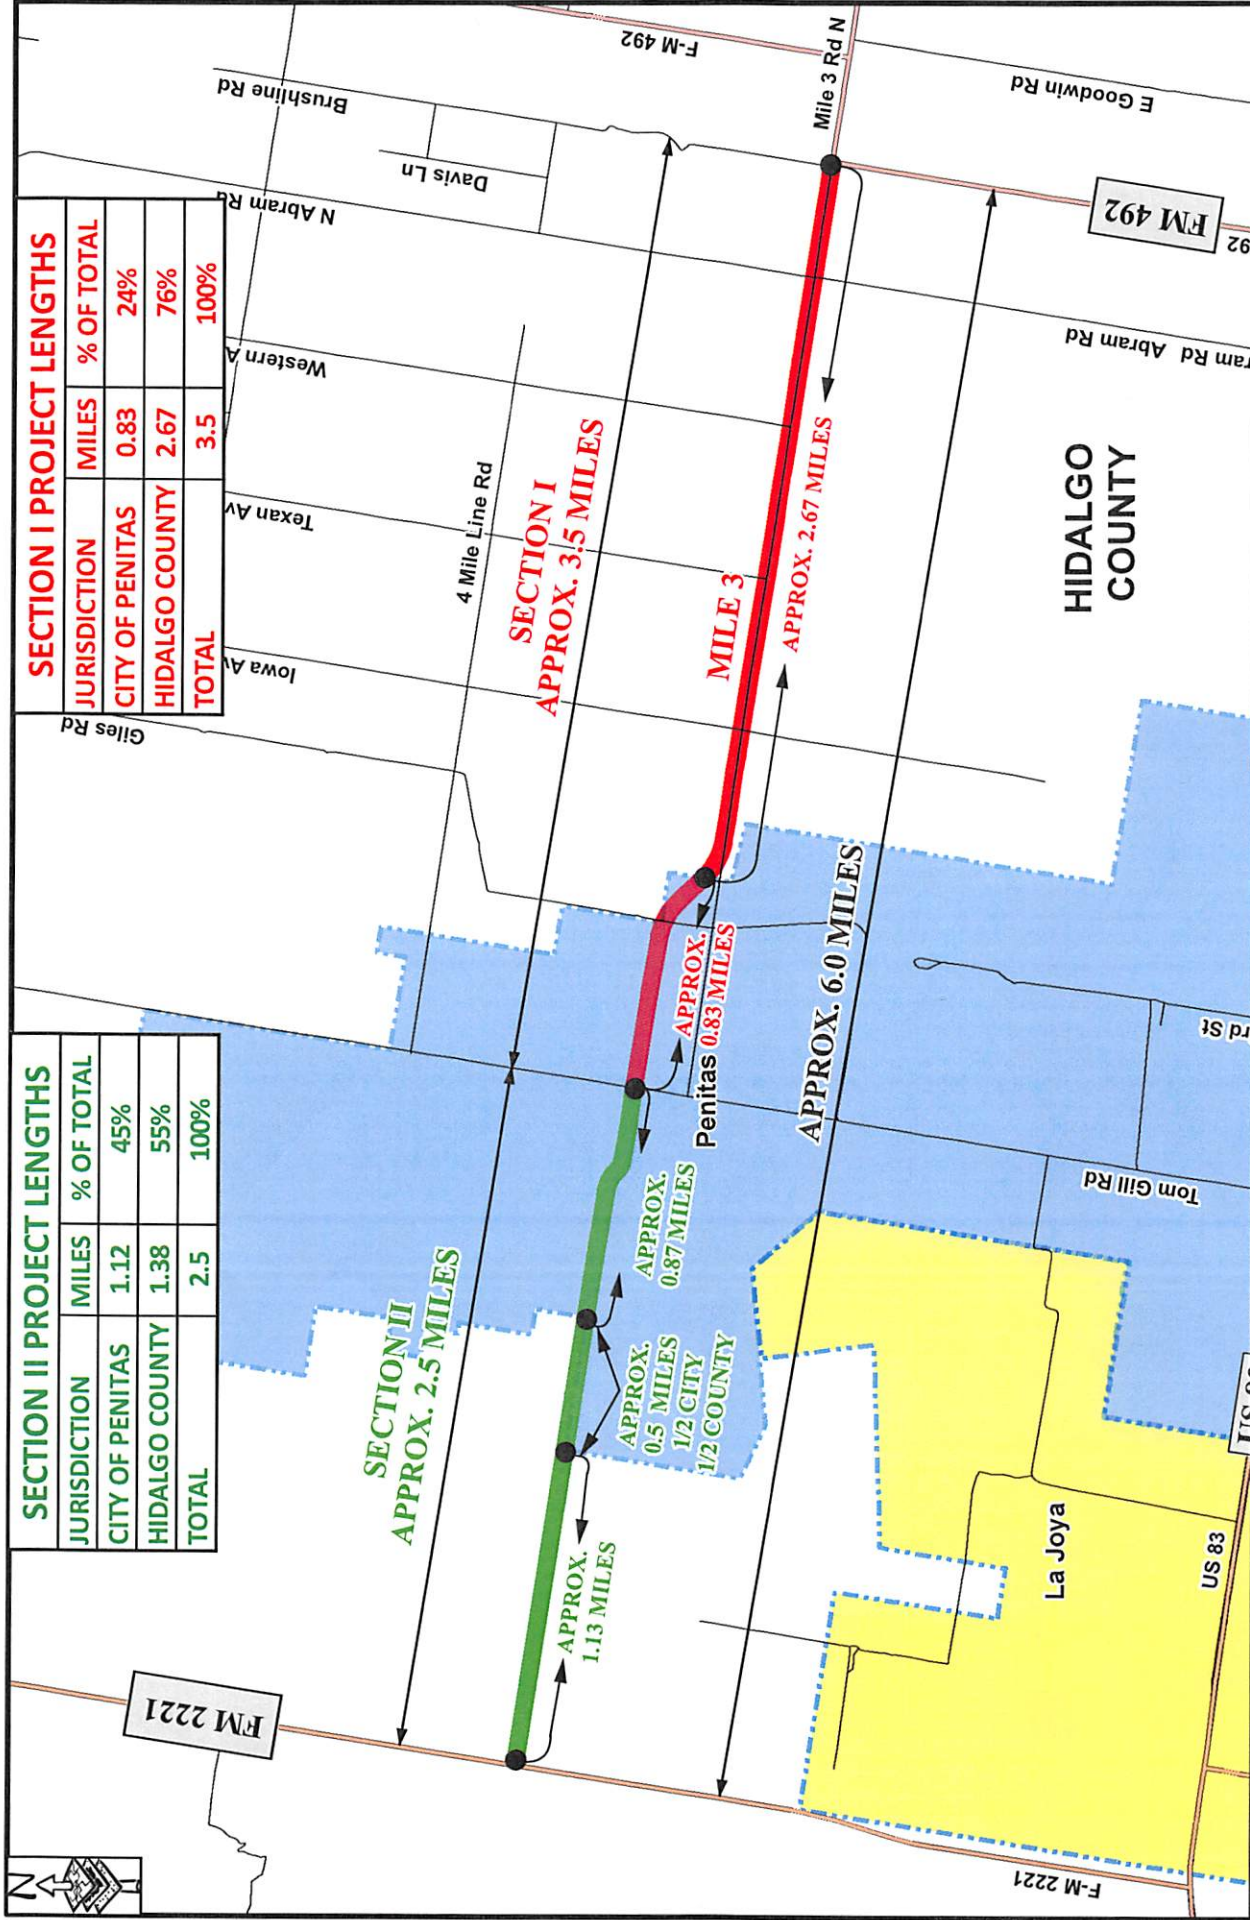 N
SECTION II PROJECT LENGTHS
JURISDICTION MILES % OF TOTAL
CITY OF PENITAS 1.12 45%
HIDALGO COUNTY 1.38 55%
TOTAL 2.5 100%
SECTION I PROJECT LENGTHS
JURISDICTION MILES % OF TOTAL
CITY OF PENITAS 0.83 24%
HIDALGO COUNTY 2.67 76%
TOTAL 3.5 100%
FM 2221
Giles Rd
Iowa Av
Texan Av
Western A
N Abram Rd
Brushline Rd
Davis Ln
F-M 492
4 Mile Line Rd
SECTION II
APPROX. 2.5 MILES
SECTION I
APPROX. 3.5 MILES
APPROX.
1.13 MILES
APPROX.
0.5 MILES
1/2 CITY
1/2 COUNTY
APPROX.
0.87 MILES
Penitas
APPROX.
0.83 MILES
MILE 3
APPROX. 2.67 MILES
Mile 3 Rd N
APPROX. 6.0 MILES
HIDALGO
COUNTY
E Goodwin Rd
Abram Rd
ram Rd
FM 492
92
Tom Gill Rd
rd St
La Joya
US 83
F-M 2221